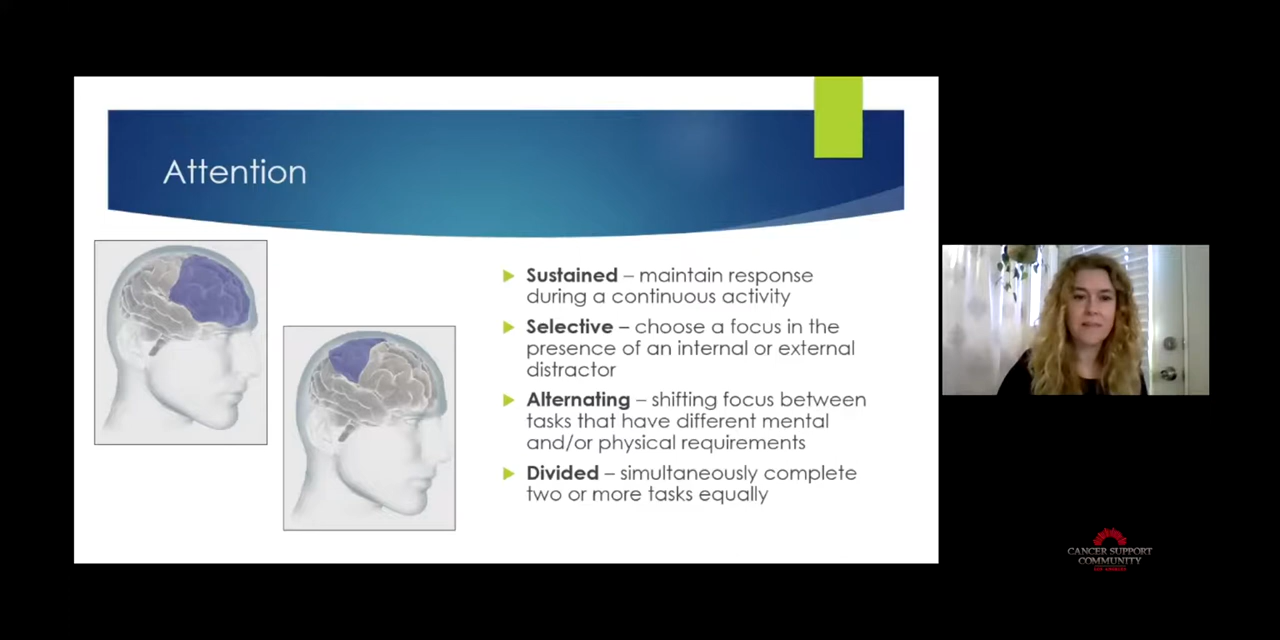 Attention
Sustained – maintain response
during a continuous activity
Selective – choose a focus in the
presence of an internal or external
distractor
Alternating – shifting focus between
tasks that have different mental
and/or physical requirements
Divided – simultaneously complete
two or more tasks equally
CANCER SUPPORT
COMMUNITY
LOS ANGELES